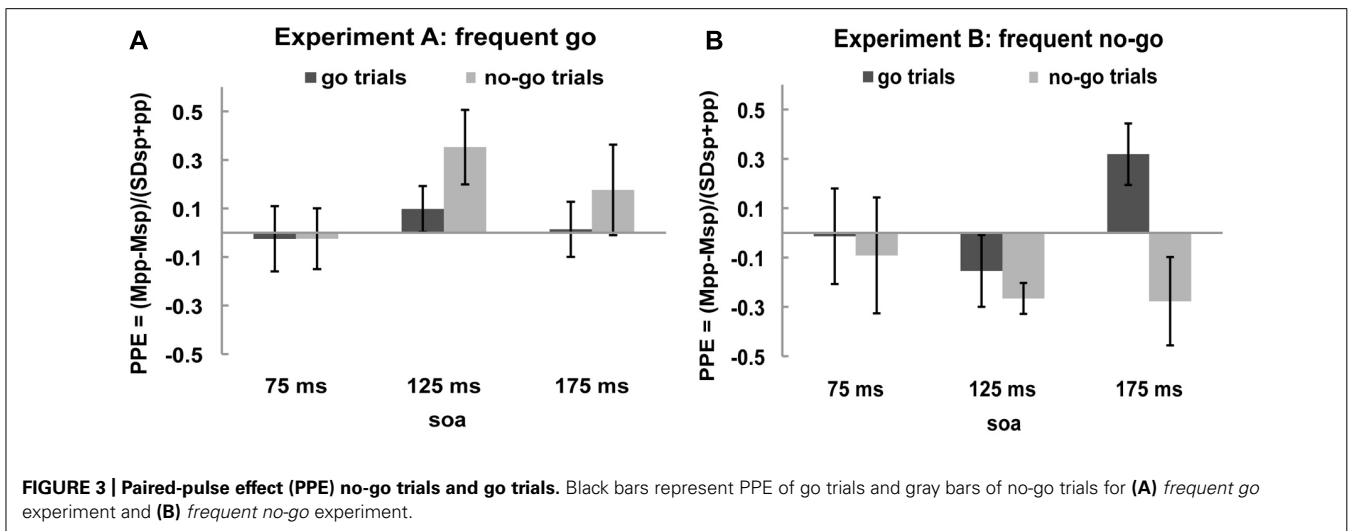 A
Experiment A: frequent go
go trials no-go trials
PPE = (Mpp-Msp)/(SDsp+pp)
0.5
0.3
0.1
-0.1
-0.3
-0.5
75 ms 125 ms 175 ms
soa
B
Experiment B: frequent no-go
go trials no-go trials
PPE = (Mpp-Msp)/(SDsp+pp)
0.5
0.3
0.1
-0.1
-0.3
-0.5
75 ms 125 ms 175 ms
soa
FIGURE 3 | Paired-pulse effect (PPE) no-go trials and go trials. Black bars represent PPE of go trials and gray bars of no-go trials for (A) frequent go
experiment and (B) frequent no-go experiment.